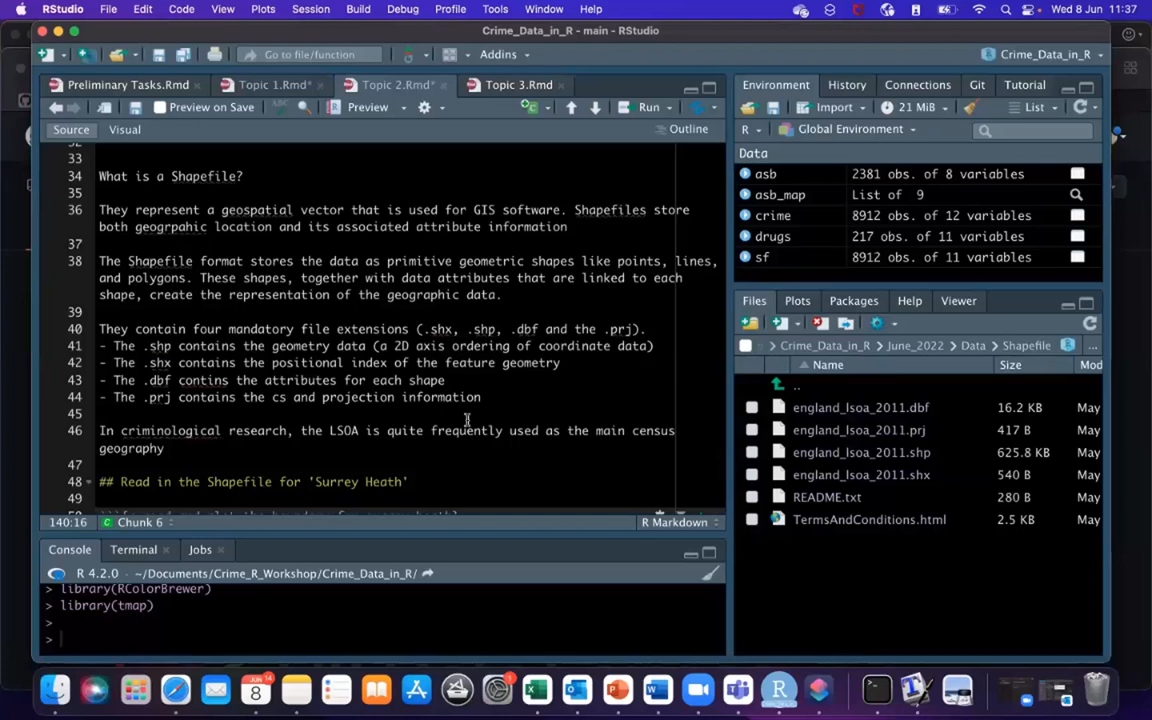 RStudio File Edit Code View Plots Session Build Debug Profile Tools Window Help Wed 8 Jun 11:37
Crime_Data_in_R - main - RStudio
Go to file/function Addins Crime_Data_in_R
Preliminary Tasks.Rmd Topic 1.Rmd* Topic 2.Rmd* Topic 3.Rmd
Preview on Save Preview Run
Source Visual Outline
32
33
34 What is a Shapefile?
35
36 They represent a geospatial vector that is used for GIS software. Shapefiles store
both geogrpahic location and its associated attribute information
37
38 The Shapefile format stores the data as primitive geometric shapes like points, lines,
and polygons. These shapes, together with data attributes that are linked to each
shape, create the representation of the geographic data.
39
40 They contain four mandatory file extensions (.shx, .shp, .dbf and the .prj).
41 - The .shp contains the geometry data (a 2D axis ordering of coordinate data)
42 - The .shx contains the positional index of the feature geometry
43 - The .dbf contins the attributes for each shape
44 - The .prj contains the cs and projection information
45
46 In criminological research, the LSOA is quite frequently used as the main census
geography
47
48 ## Read in the Shapefile for 'Surrey Heath'
49
140:16 Chunk 6 R Markdown
Console Terminal Jobs
R 4.2.0 · ~/Documents/Crime_R_Workshop/Crime_Data_in_R/
> library(RColorBrewer)
> library(tmap)
>
>
Environment History Connections Git Tutorial
Import 21 MiB List
R Global Environment
Data
asb 2381 obs. of 8 variables
asb_map List of 9
crime 8912 obs. of 12 variables
drugs 217 obs. of 11 variables
sf 8912 obs. of 11 variables
Files Plots Packages Help Viewer
Crime_Data_in_R June_2022 Data Shapefile
Name Size Mod
..
england_lsoa_2011.dbf 16.2 KB May
england_lsoa_2011.prj 417 B May
england_lsoa_2011.shp 625.8 KB May
england_lsoa_2011.shx 540 B May
README.txt 280 B May
TermsAndConditions.html 2.5 KB May
JUN 14
8
1
R